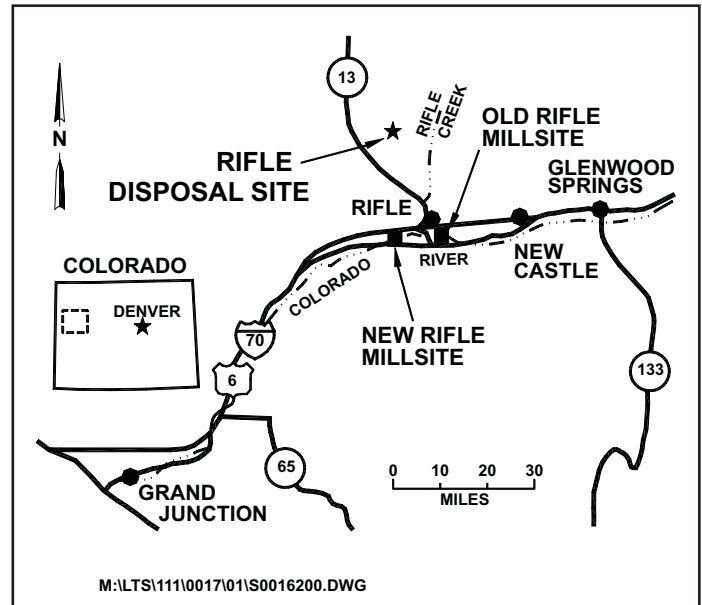 13
N
RIFLE
CREEK
OLD RIFLE
MILLSITE
RIFLE
DISPOSAL SITE
GLENWOOD
SPRINGS
RIFLE
COLORADO
DENVER
COLORADO
RIVER
NEW
CASTLE
NEW RIFLE
MILLSITE
70
6
133
65
0 10 20 30
MILES
GRAND
JUNCTION
M:\LTS\111\0017\01\S0016200.DWG